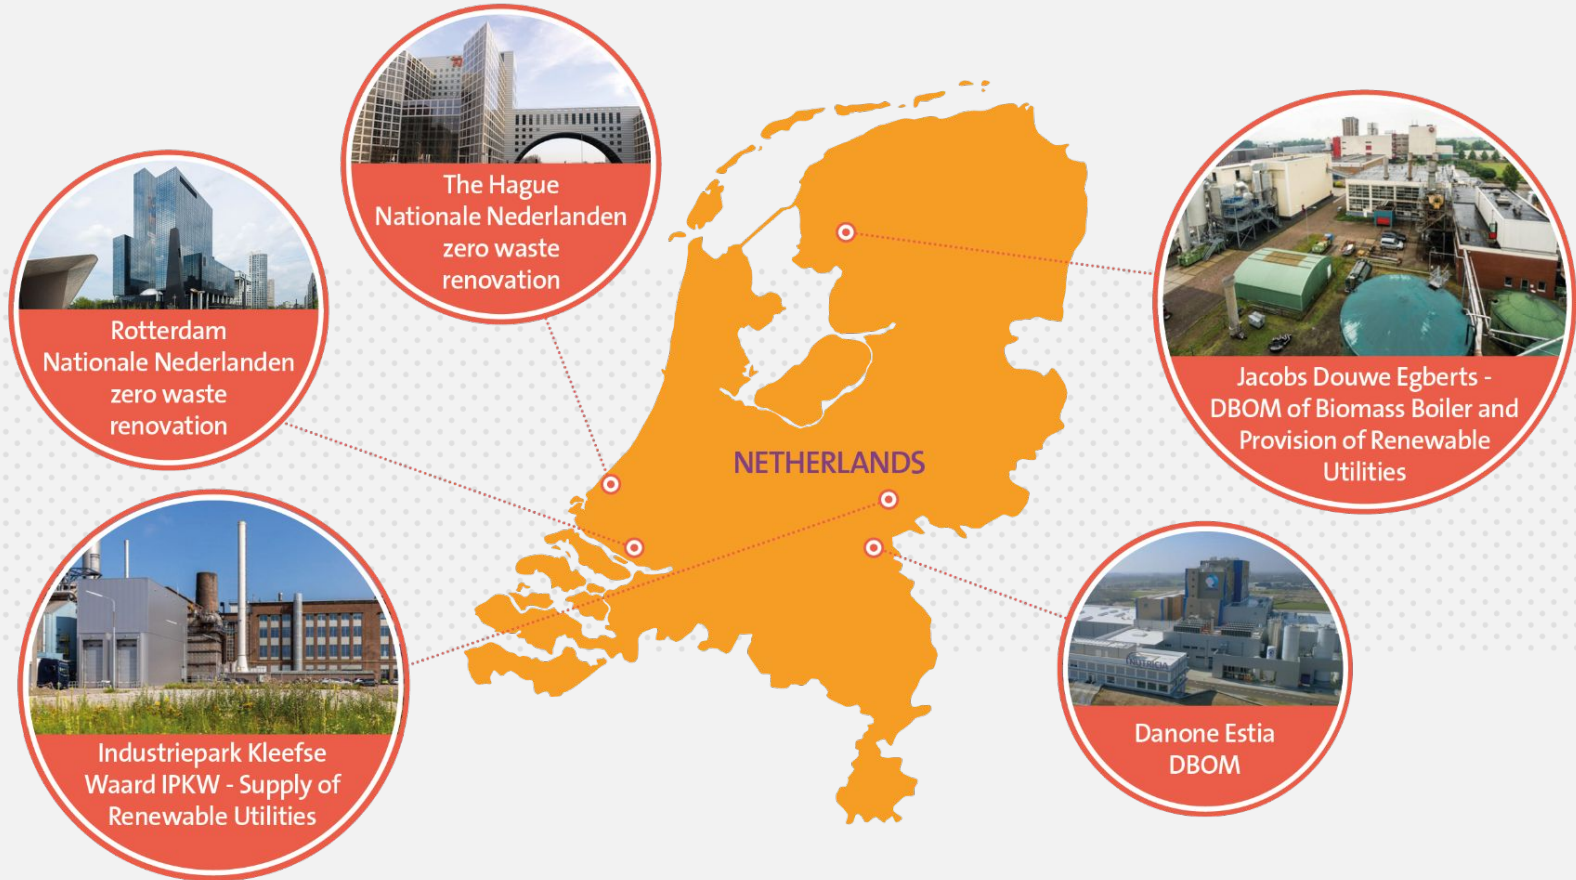 The Hague
Nationale Nederlanden
zero waste
renovation
Rotterdam
Nationale Nederlanden
zero waste
renovation
Jacobs Douwe Egberts -
DBOM of Biomass Boiler and
Provision of Renewable
Utilities
NETHERLANDS
Industriepark Kleefse
Waard IPKW - Supply of
Renewable Utilities
NUTRICIA
Danone Estia
DBOM